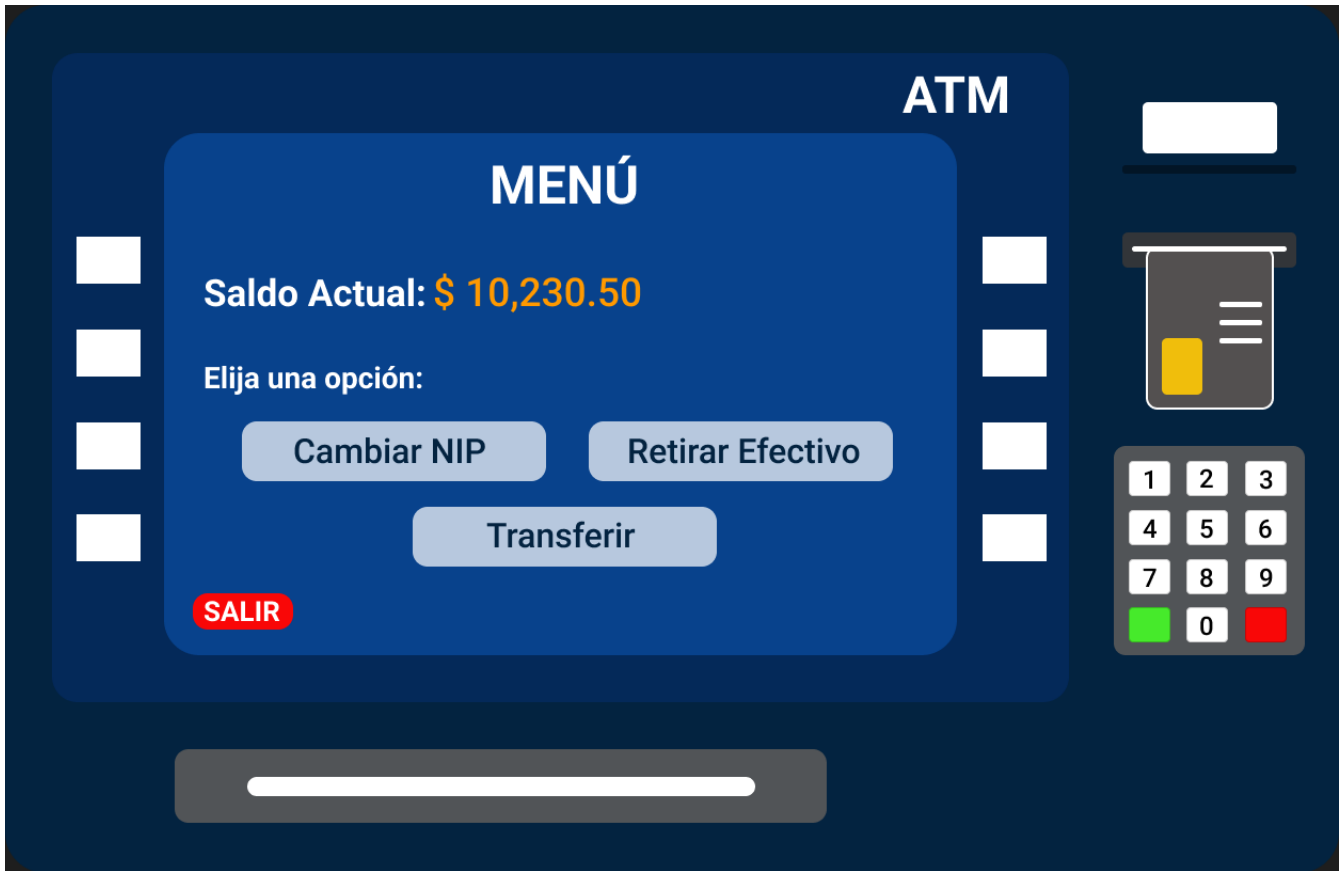 ATM
MENÚ
Saldo Actual: $ 10,230.50
Elija una opción:
Cambiar NIP
Retirar Efectivo
Transferir
SALIR
1 2 3
4 5 6
7 8 9
0